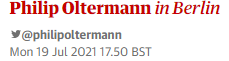 Philip Oltermann in Berlin
@philipoltermann
Mon 19 Jul 2021 17.50 BST